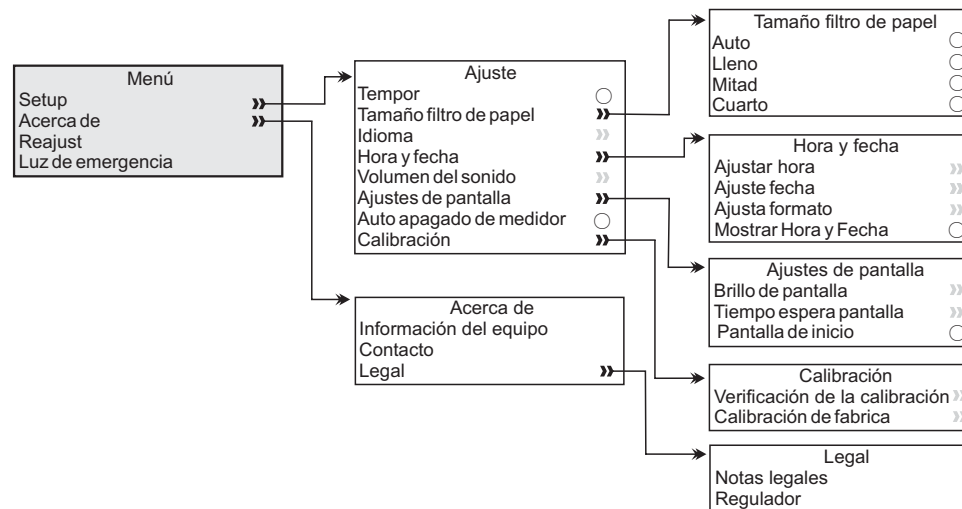 Menú
Setup
Acerca de
Reajust
Luz de emergencia
Ajuste
Tempor
Tamaño filtro de papel
Idioma
Hora y fecha
Volumen del sonido
Ajustes de pantalla
Auto apagado de medidor
Calibración
Acerca de
Información del equipo
Contacto
Legal
Tamaño filtro de papel
Auto
Lleno
Mitad
Cuarto
Hora y fecha
Ajustar hora
Ajuste fecha
Ajusta formato
Mostrar Hora y Fecha
Ajustes de pantalla
Brillo de pantalla
Tiempo espera pantalla
Pantalla de inicio
Calibración
Verificación de la calibración
Calibración de fabrica
Legal
Notas legales
Regulador